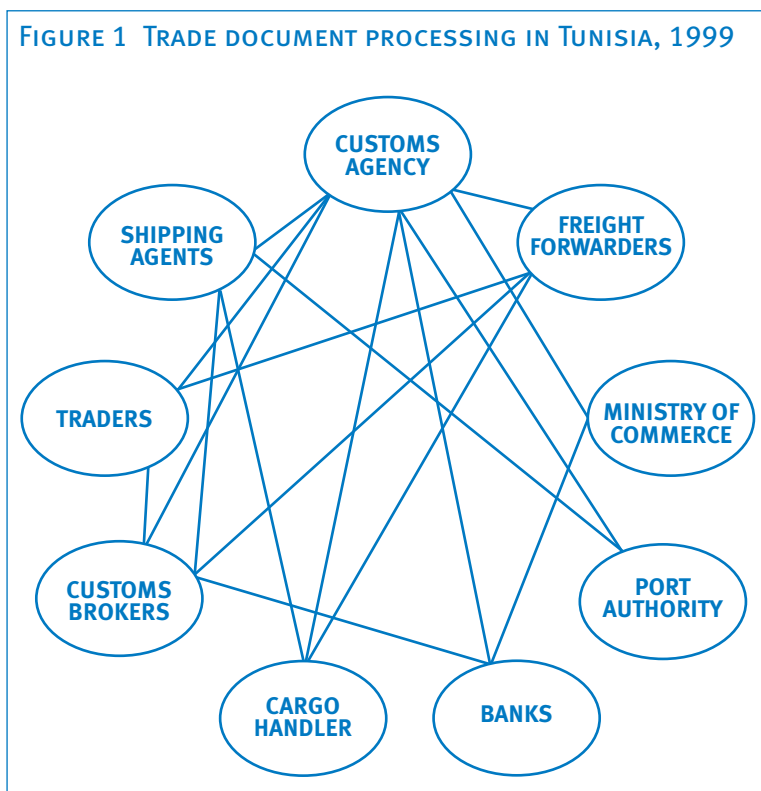 FIGURE 1 TRADE DOCUMENT PROCESSING IN TUNISIA, 1999
CUSTOMS
AGENCY
SHIPPING
AGENTS
FREIGHT
FORWARDERS
TRADERS
MINISTRY OF
COMMERCE
CUSTOMS
BROKERS
PORT
AUTHORITY
CARGO
HANDLER
BANKS